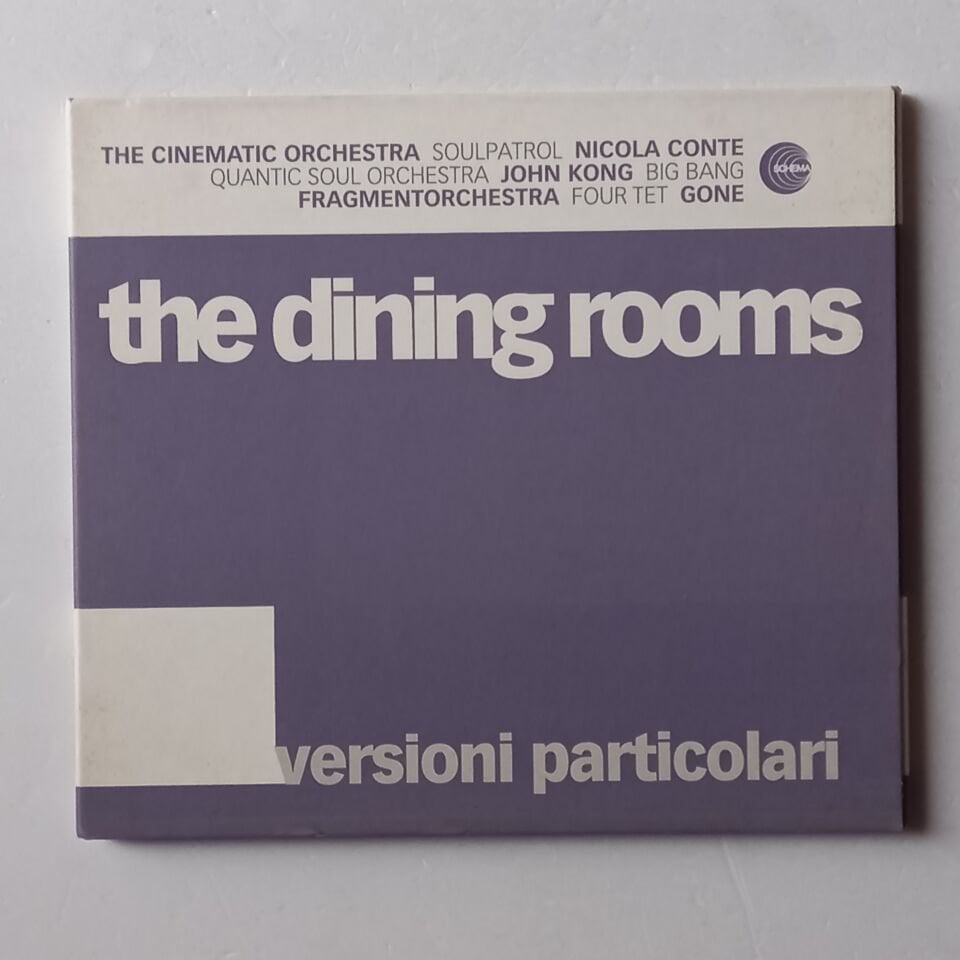 THE CINEMATIC ORCHESTRA SOULPATROL NICOLA CONTE
QUANTIC SOUL ORCHESTRA JOHN KONG BIG BANG
FRAGMENTORCHESTRA FOUR TET GONE
SCHEMA
the dining rooms
versioni particolari